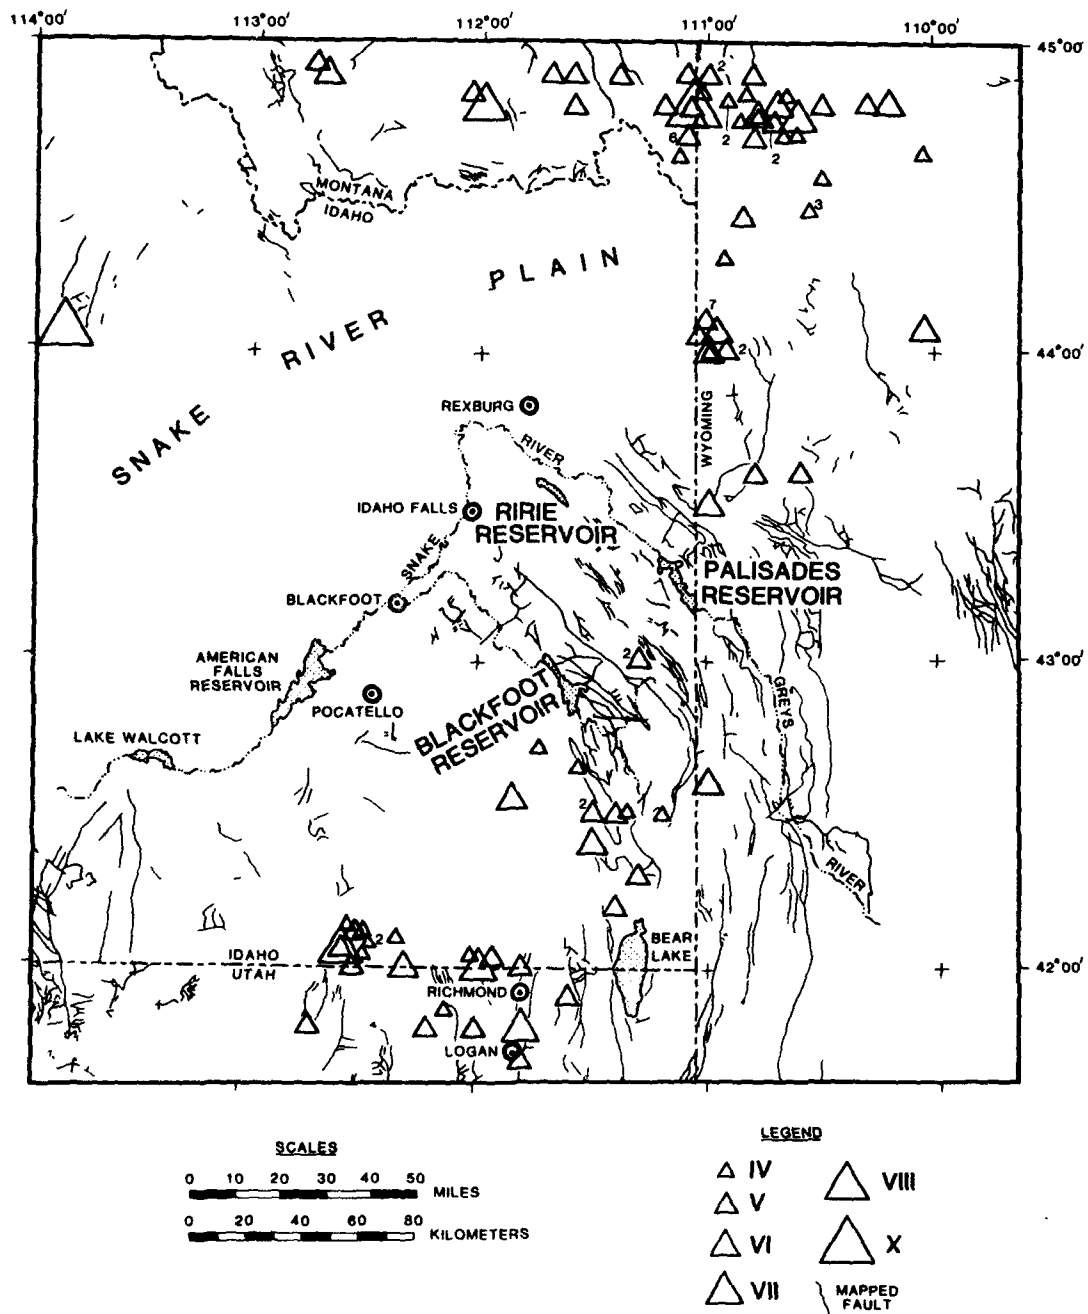 114°00' 113°00' 112°00' 111°00' 110°00'
45°00'
2
6
2
2
3
MONTANA
IDAHO
SNAKE RIVER PLAIN
7
2
44°00'
REXBURG
RIVER
WYOMING
IDAHO FALLS
RIRIE
RESERVOIR
SNAKE
PALISADES
RESERVOIR
BLACKFOOT
2
43°00'
AMERICAN
FALLS
RESERVOIR
POCATELLO
BLACKFOOT
RESERVOIR
GREYS
LAKE WALCOTT
2
RIVER
2
IDAHO
UTAH
BEAR
LAKE
42°00'
RICHMOND
LOGAN
SCALES
0 10 20 30 40 50 MILES
0 20 40 60 80 KILOMETERS
LEGEND
IV
V
VI
VII
VIII
X
MAPPED
FAULT